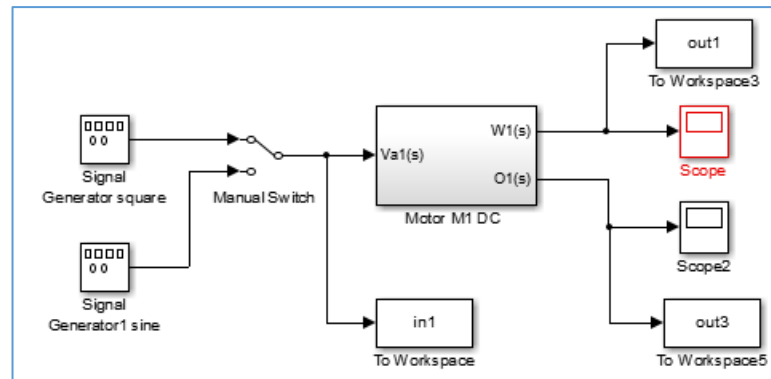 out1
To Workspace3
W1(s)
Va1(s)
O1(s)
Motor M1 DC
Scope
Signal
Generator square
Manual Switch
Scope2
Signal
Generator1 sine
in1
To Workspace
out3
To Workspace5